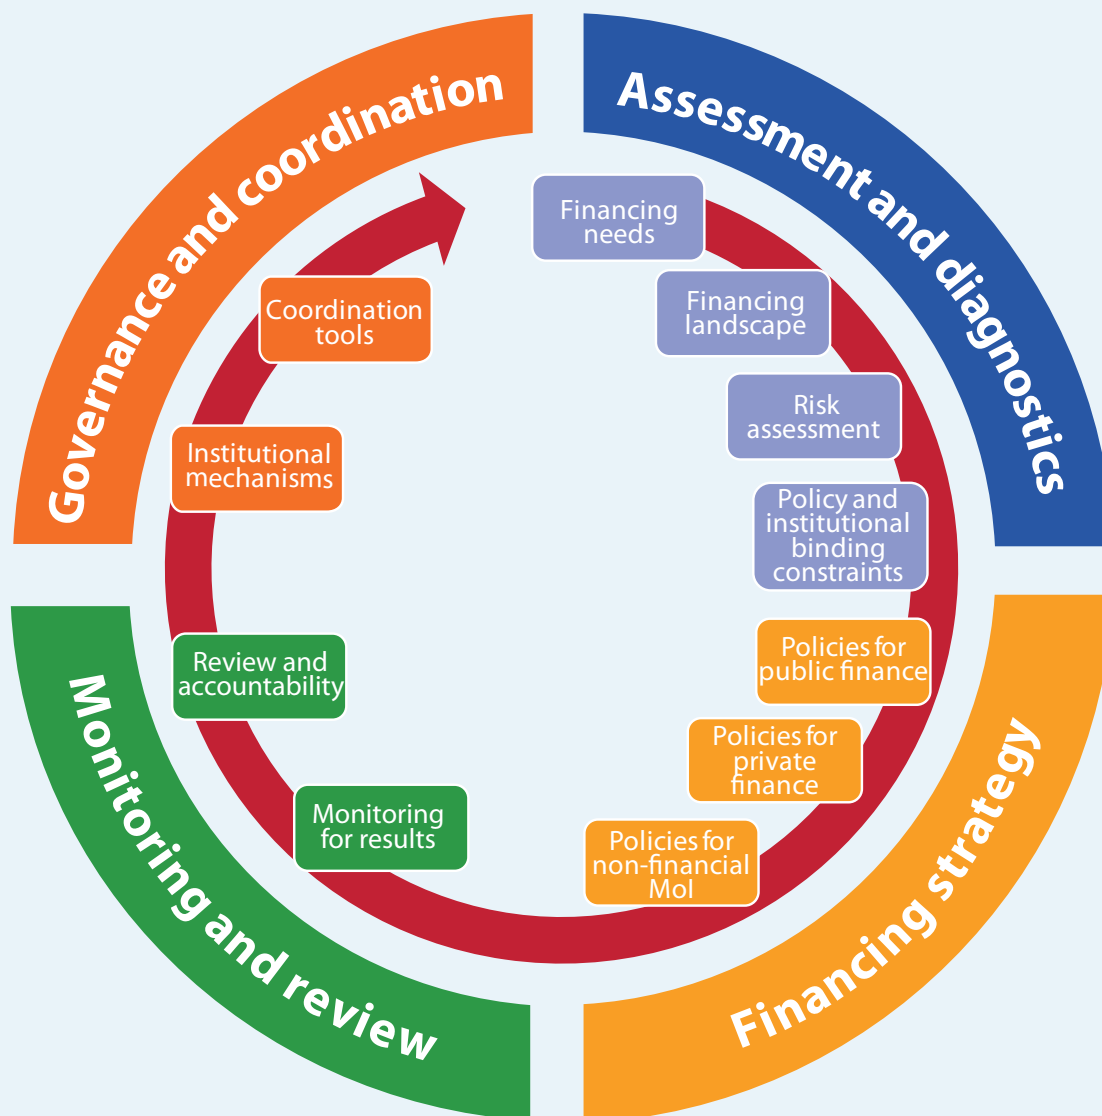 Governance and coordination
Assessment and diagnostics
Financing
needs
Financing
landscape
Risk
assessment
Policy and
institutional
binding
constraints
Policies for
public finance
Policies for
private
finance
Policies for
non-financial
MoI
Financing strategy
Monitoring
for results
Review and
accountability
Monitoring and review
Institutional
mechanisms
Coordination
tools